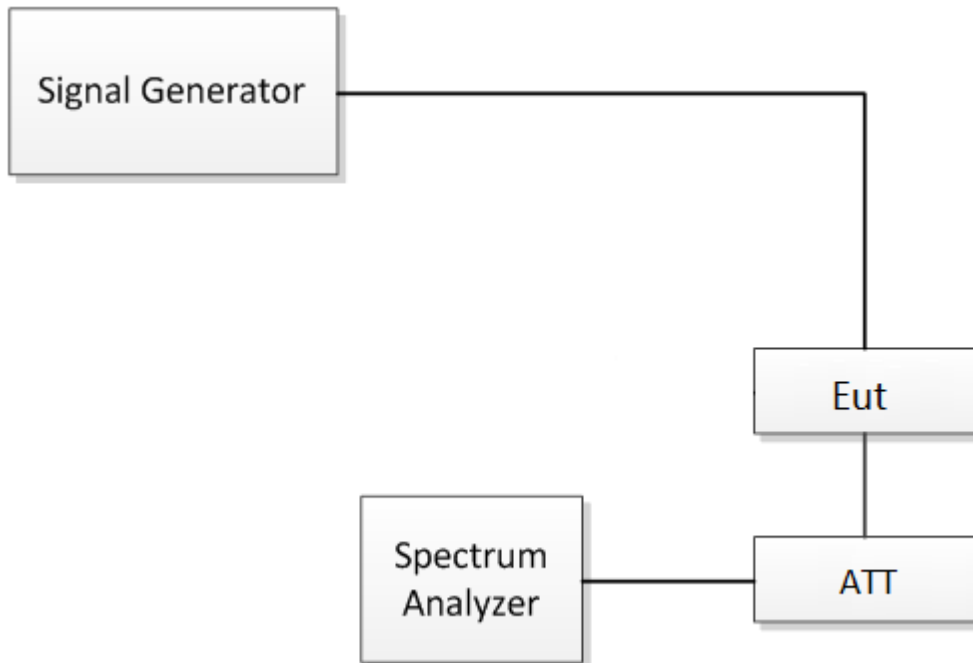 Signal Generator
Eut
Spectrum
Analyzer
ATT